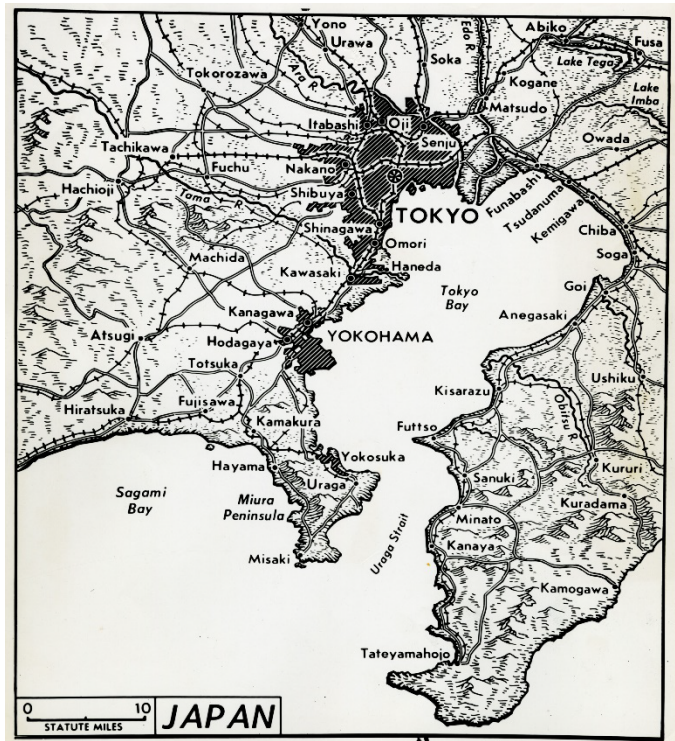 Yono
Urawa
Ara R.
Tokorozawa
Soka
Edo R.
Abiko
Fusa
Lake Tega
Kogane
Lake
Imba
Matsudo
Itabashi
Oji
Senju
Owada
Tachikawa
Nakano
Fuchu
Hachioji
Tama R.
Shibuya
TOKYO
Funabashi
Tsudanuma
Kemigawa
Shinagawa
Omori
Chiba
Soga
Machida
Kawasaki
Haneda
Tokyo
Bay
Goi
Kanagawa
Anegasaki
Atsugi
Hodagaya
YOKOHAMA
Totsuka
Kisarazu
Ushiku
Hiratsuka
Fujisawa
Kamakura
Obitsu R.
Futtso
Hayama
Yokosuka
Uraga
Sanuki
Kururi
Sagami
Bay
Miura
Peninsula
Kuradama
Minato
Uraga Strait
Kanaya
Misaki
Kamogawa
Tateyamahojo
0 10
STATUTE MILES
JAPAN